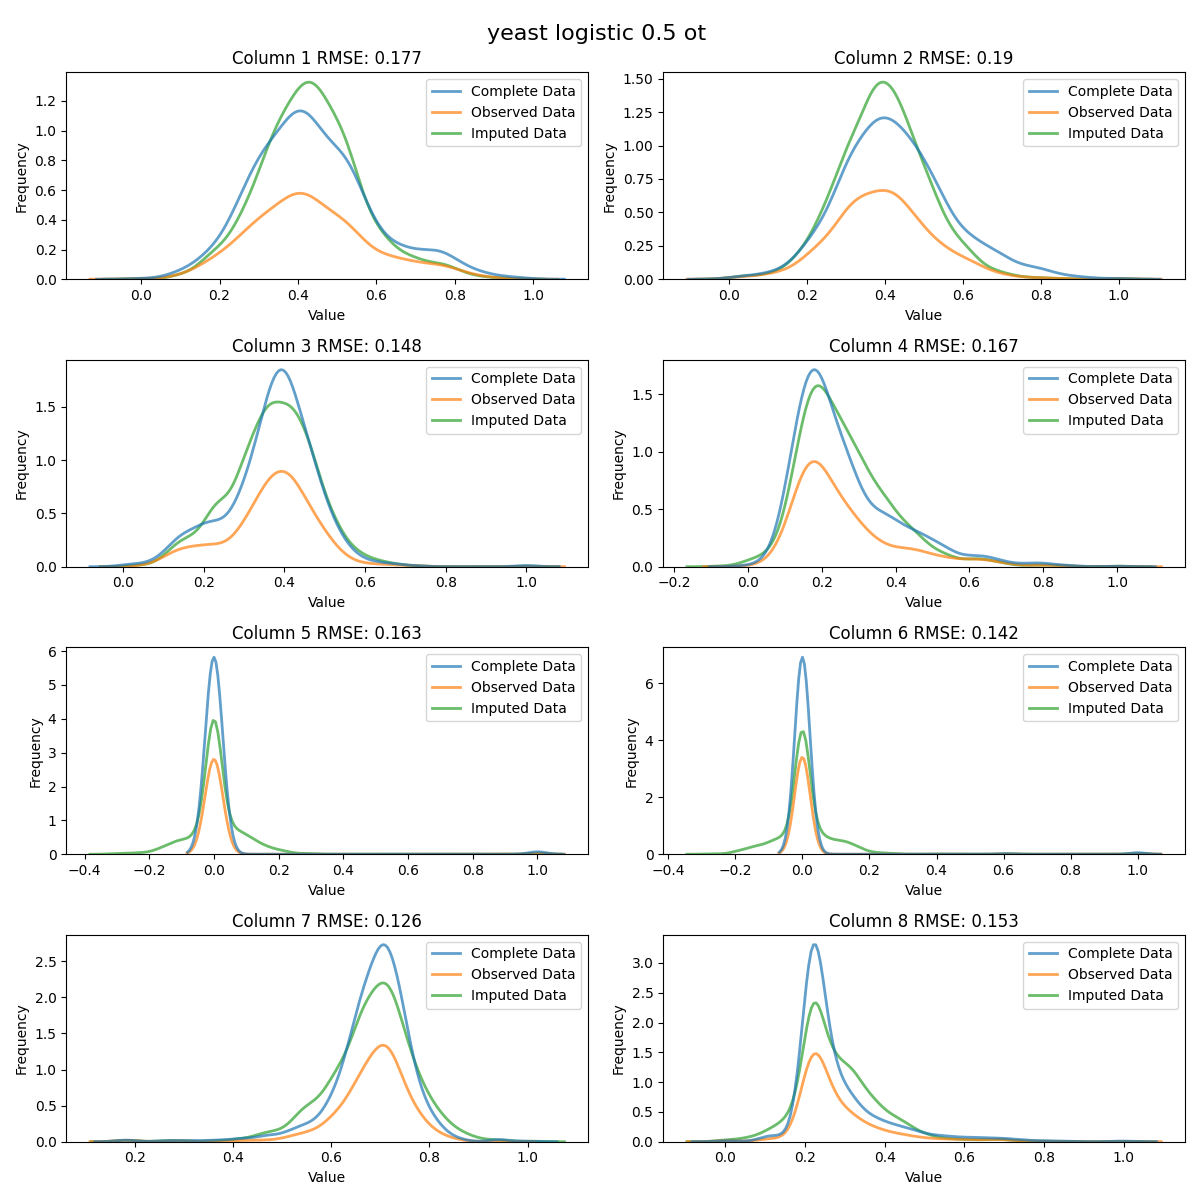 yeast logistic 0.5 ot
Column 1 RMSE: 0.177
Frequency
1.2
1.0
0.8
0.6
0.4
0.2
0.0
0.0 0.2 0.4 0.6 0.8 1.0
Value
Complete Data
Observed Data
Imputed Data
Column 2 RMSE: 0.19
Frequency
1.50
1.25
1.00
0.75
0.50
0.25
0.00
0.0 0.2 0.4 0.6 0.8 1.0
Value
Complete Data
Observed Data
Imputed Data
Column 3 RMSE: 0.148
Frequency
1.5
1.0
0.5
0.0
0.0 0.2 0.4 0.6 0.8 1.0
Value
Complete Data
Observed Data
Imputed Data
Column 4 RMSE: 0.167
Frequency
1.5
1.0
0.5
0.0
−0.2 0.0 0.2 0.4 0.6 0.8 1.0
Value
Complete Data
Observed Data
Imputed Data
Column 5 RMSE: 0.163
Frequency
6
5
4
3
2
1
0
−0.4 −0.2 0.0 0.2 0.4 0.6 0.8 1.0
Value
Complete Data
Observed Data
Imputed Data
Column 6 RMSE: 0.142
Frequency
6
4
2
0
−0.4 −0.2 0.0 0.2 0.4 0.6 0.8 1.0
Value
Complete Data
Observed Data
Imputed Data
Column 7 RMSE: 0.126
Frequency
2.5
2.0
1.5
1.0
0.5
0.0
0.2 0.4 0.6 0.8 1.0
Value
Complete Data
Observed Data
Imputed Data
Column 8 RMSE: 0.153
Frequency
3.0
2.5
2.0
1.5
1.0
0.5
0.0
0.0 0.2 0.4 0.6 0.8 1.0
Value
Complete Data
Observed Data
Imputed Data